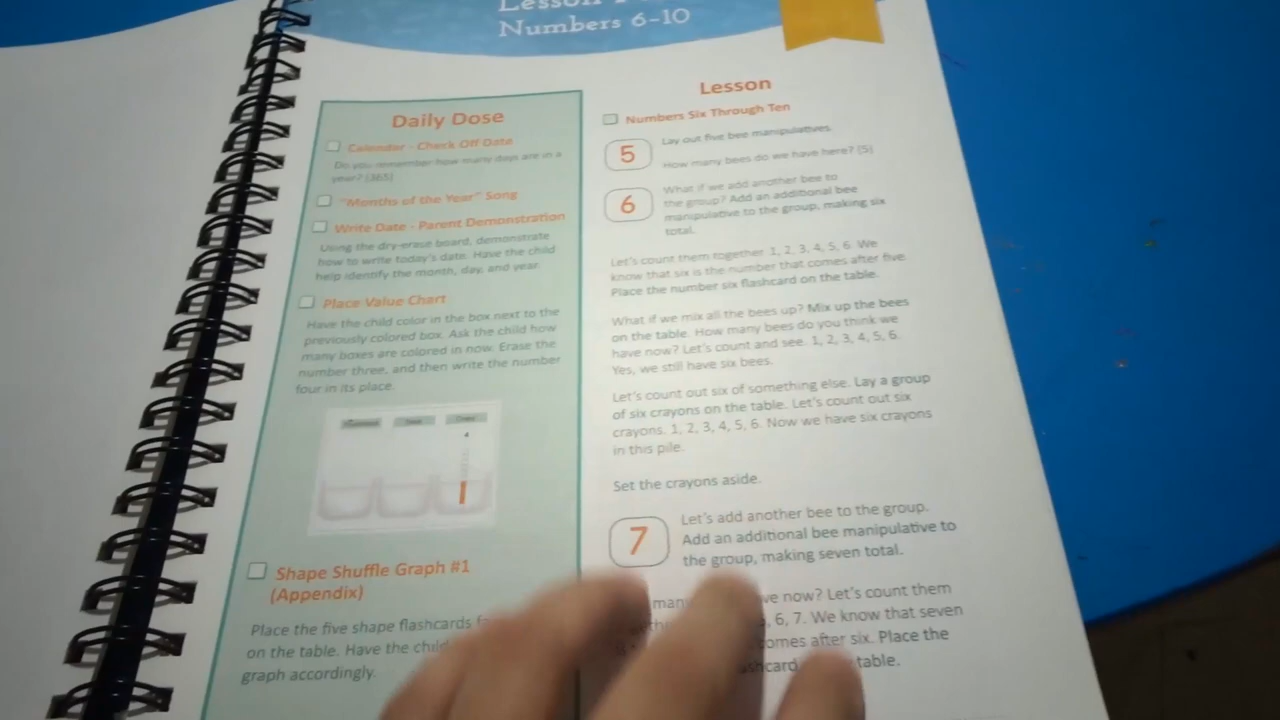 Lesson
Numbers 6-10
Daily Dose
Calendar - Check Off Date
Do you remember how many days are in a
year? (365)
"Months of the Year" Song
Write Date - Parent Demonstration
Using the dry-erase board, demonstrate
how to write today's date. Have the child
help identify the month, day, and year.
Place Value Chart
Have the child color in the box next to the
previously colored box. Ask the child how
many boxes are colored in now. Erase the
number three, and then write the number
four in its place.
4
Shape Shuffle Graph #1
(Appendix)
Place the five shape flashcards
on the table. Have the child
graph accordingly.
Lesson
Numbers Six Through Ten
5
Lay out five bee manipulatives.
How many bees do we have here? (5)
6
What if we add another bee to
the group? Add an additional bee
manipulative to the group, making six
total.
Let's count them together. 1, 2, 3, 4, 5, 6. We
know that six is the number that comes after five.
Place the number six flashcard on the table.
What if we mix all the bees up? Mix up the bees
on the table. How many bees do you think we
have now? Let's count and see. 1, 2, 3, 4, 5, 6.
Yes, we still have six bees.
Let's count out six of something else. Lay a group
of six crayons on the table. Let's count out six
crayons. 1, 2, 3, 4, 5, 6. Now we have six crayons
in this pile.
Set the crayons aside.
7
Let's add another bee to the group.
Add an additional bee manipulative to
the group, making seven total.
now? Let's count them
6, 7. We know that seven
comes after six. Place the
table.